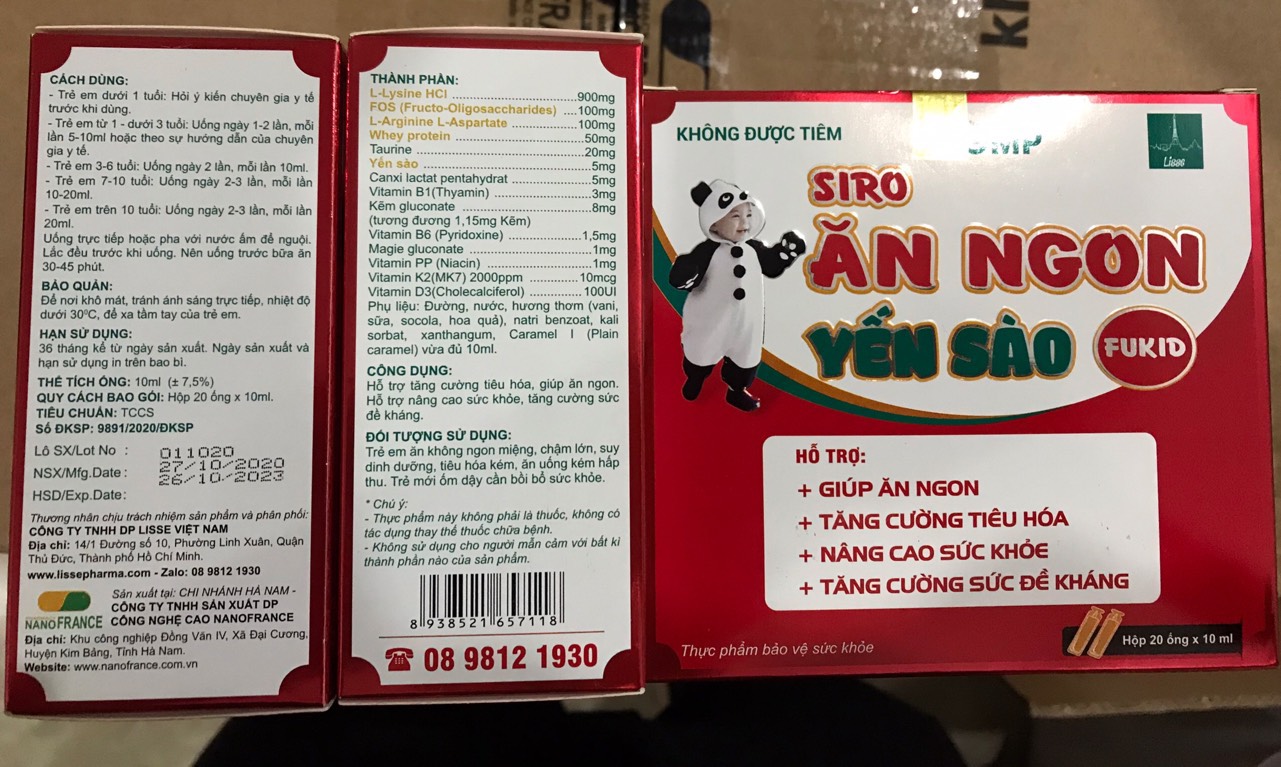 CÁCH DÙNG:
- Trẻ em dưới 1 tuổi: Hỏi ý kiến chuyên gia y tế
trước khi dùng.
- Trẻ em từ 1 - dưới 3 tuổi: Uống ngày 1-2 lần, mỗi
lần 5-10ml hoặc theo sự hướng dẫn của chuyên
gia y tế.
- Trẻ em 3-6 tuổi: Uống ngày 2 lần, mỗi lần 10ml.
- Trẻ em 7-10 tuổi: Uống ngày 2-3 lần, mỗi lần
10-20ml.
- Trẻ em trên 10 tuổi: Uống ngày 2-3 lần, mỗi lần
20ml.
Uống trực tiếp hoặc pha với nước ấm để nguội.
Lắc đều trước khi uống. Nên uống trước bữa ăn
30-45 phút.
BẢO QUẢN:
Để nơi khô mát, tránh ánh sáng trực tiếp, nhiệt độ
dưới 30°C, để xa tầm tay của trẻ em.
HẠN SỬ DỤNG:
36 tháng kể từ ngày sản xuất. Ngày sản xuất và
hạn sử dụng in trên bao bì.
THỂ TÍCH ỐNG: 10ml (± 7,5%)
QUY CÁCH BAO GÓI: Hộp 20 ống x 10ml.
TIÊU CHUẨN: TCCS
Số ĐKSP: 9891/2020/ĐKSP
Lô SX/Lot No : 011020
NSX/Mfg.Date : 27/10/2020
HSD/Exp.Date: 26/10/2023
Thương nhân chịu trách nhiệm sản phẩm và phân phối:
CÔNG TY TNHH DP LISSE VIỆT NAM
Địa chỉ: 14/1 Đường số 10, Phường Linh Xuân, Quận
Thủ Đức, Thành phố Hồ Chí Minh.
www.lissepharma.com - Zalo: 08 9812 1930
Sản xuất tại: CHI NHÁNH HÀ NAM -
CÔNG TY TNHH SẢN XUẤT DP
CÔNG NGHỆ CAO NANOFRANCE
NANOFRANCE
Địa chỉ: Khu công nghiệp Đồng Văn IV, Xã Đại Cương,
Huyện Kim Bảng, Tỉnh Hà Nam.
Website: www.nanofrance.com.vn
THÀNH PHẦN:
L-Lysine HCl ........ 900mg
FOS (Fructo-Oligosaccharides) .... 100mg
L-Arginine L-Aspartate ........ 100mg
Whey protein ........ 50mg
Taurine ........ 20mg
Yến sào ........ 5mg
Canxi lactat pentahydrat ........ 5mg
Vitamin B1(Thyamin) ........ 3mg
Kẽm gluconate ........ 8mg
(tương đương 1,15mg Kẽm)
Vitamin B6 (Pyridoxine) ........ 1,5mg
Magie gluconate ........ 1mg
Vitamin PP (Niacin) ........ 1mg
Vitamin K2(MK7) 2000ppm ........ 10mcg
Vitamin D3(Cholecalciferol) ........ 100UI
Phụ liệu: Đường, nước, hương thơm (vani,
sữa, socola, hoa quả), natri benzoat, kali
sorbat, xanthangum, Caramel I (Plain
caramel) vừa đủ 10ml.
CÔNG DỤNG:
Hỗ trợ tăng cường tiêu hóa, giúp ăn ngon.
Hỗ trợ nâng cao sức khỏe, tăng cường sức
đề kháng.
ĐỐI TƯỢNG SỬ DỤNG:
Trẻ em ăn không ngon miệng, chậm lớn, suy
dinh dưỡng, tiêu hóa kém, ăn uống kém hấp
thu. Trẻ mới ốm dậy cần bồi bổ sức khỏe.
* Chú ý:
- Thực phẩm này không phải là thuốc, không có
tác dụng thay thế thuốc chữa bệnh.
- Không sử dụng cho người mẫn cảm với bất kì
thành phần nào của sản phẩm.
8 938521 657118
08 9812 1930
KHÔNG ĐƯỢC TIÊM
GMP
Lisse
SIRO
ĂN NGON
YẾN SÀO
FUKID
HỖ TRỢ:
+ GIÚP ĂN NGON
+ TĂNG CƯỜNG TIÊU HÓA
+ NÂNG CAO SỨC KHỎE
+ TĂNG CƯỜNG SỨC ĐỀ KHÁNG
Hộp 20 ống x 10 ml
Thực phẩm bảo vệ sức khỏe